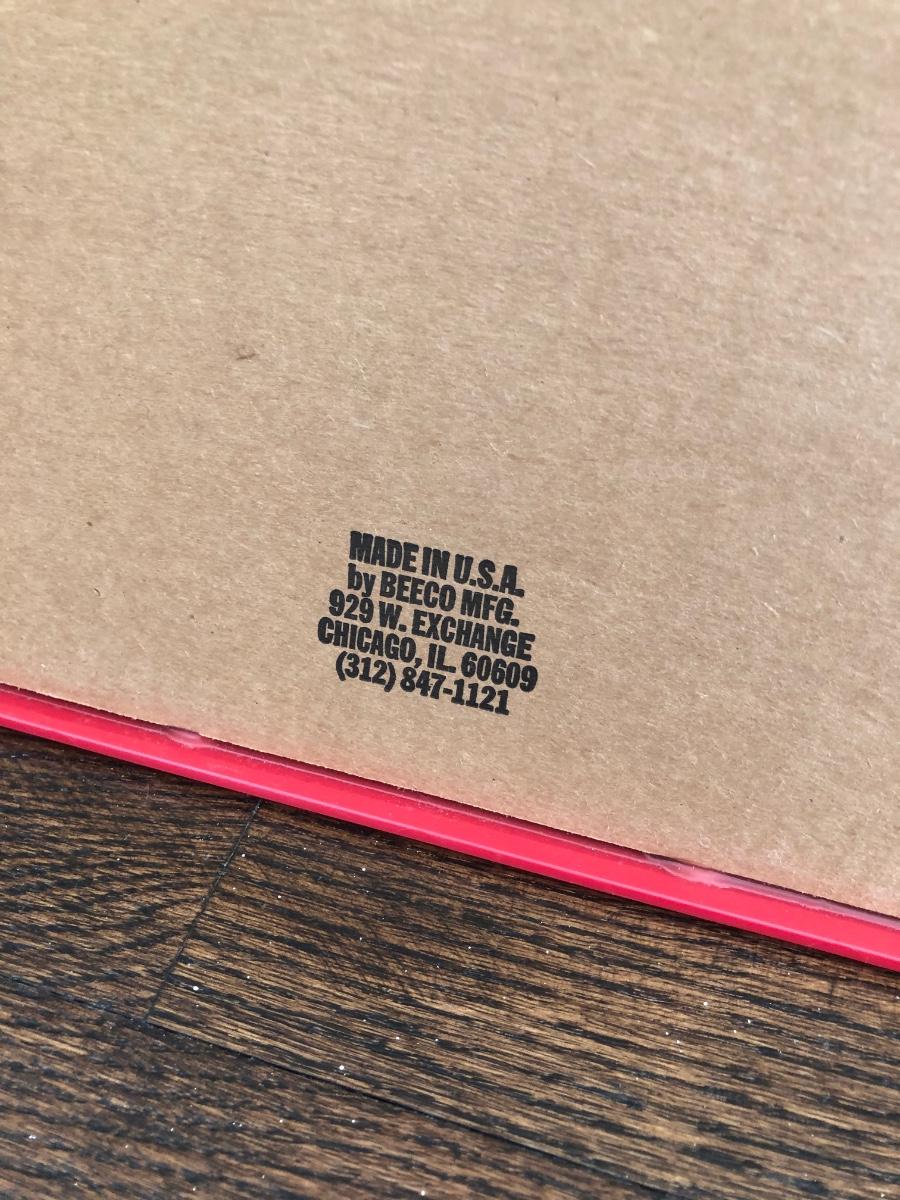 MADE IN U.S.A.
by BEECO MFG.
929 W. EXCHANGE
CHICAGO, IL. 60609
(312) 847-1121